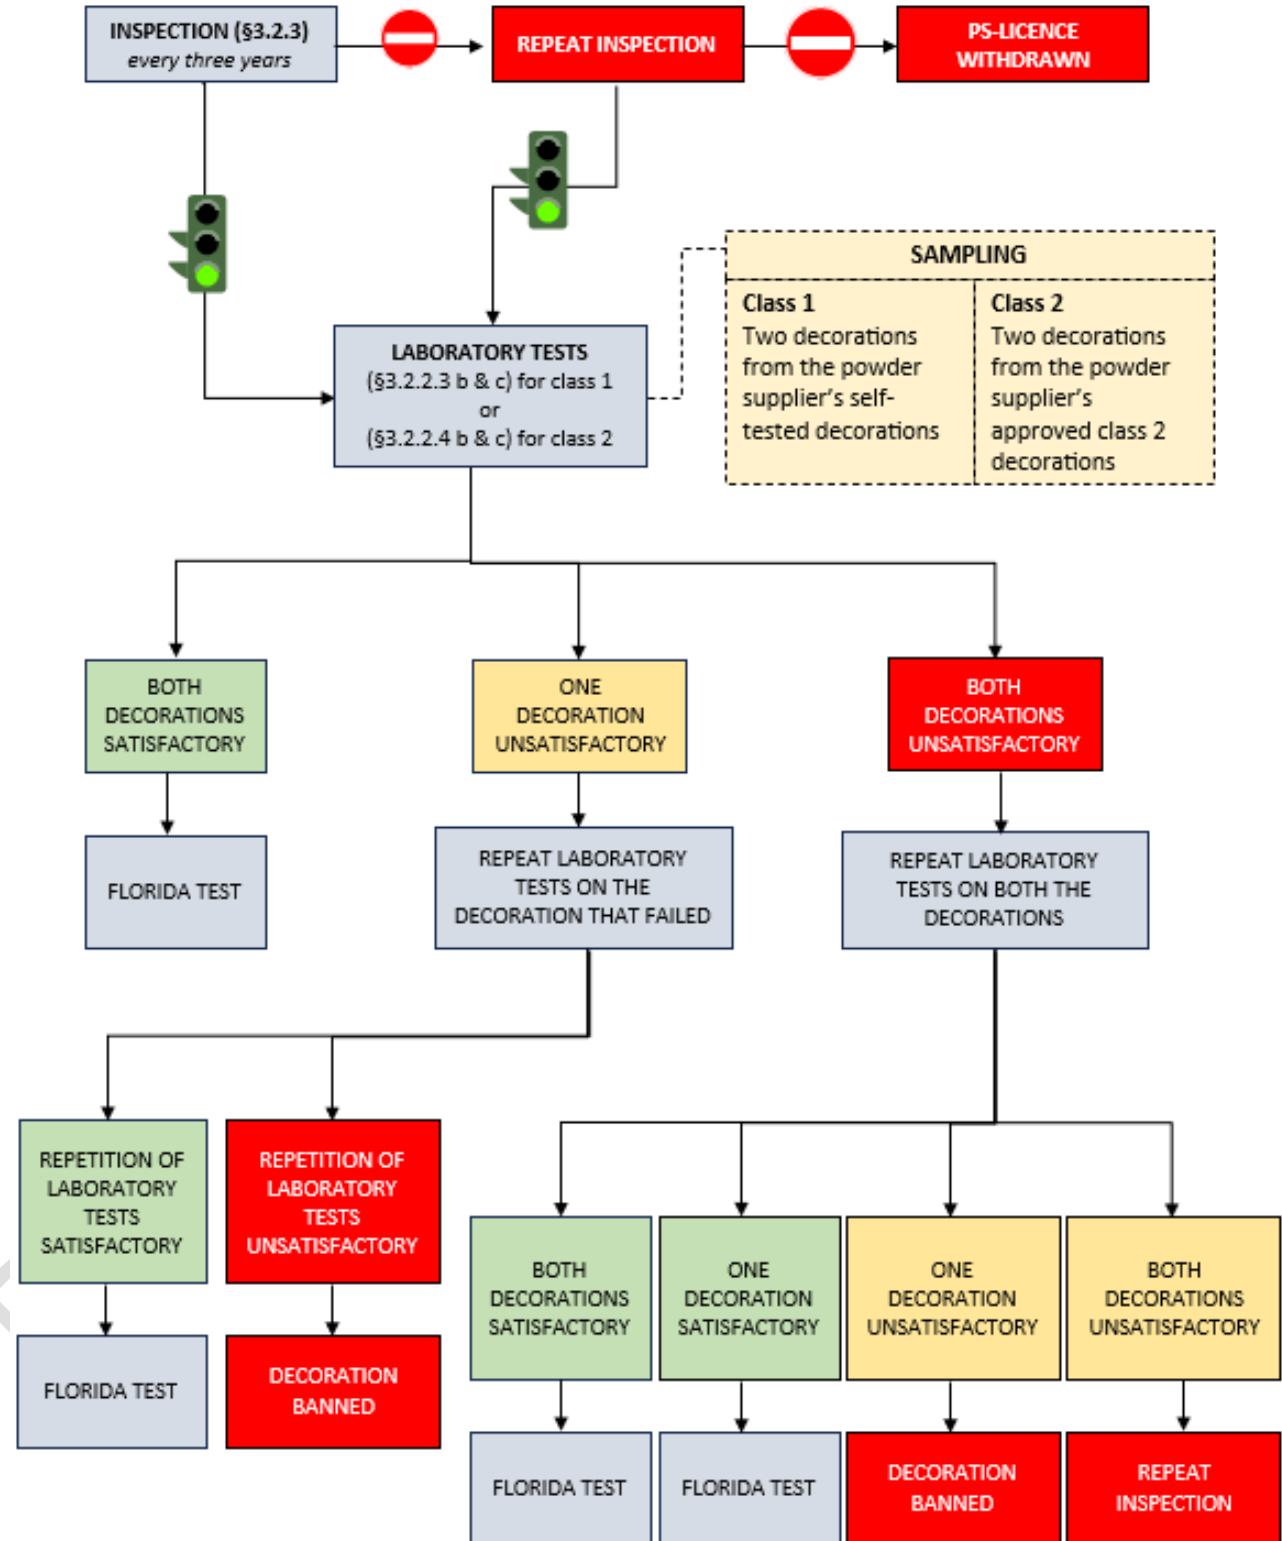 INSPECTION (§3.2.3)
every three years
REPEAT INSPECTION
PS-LICENCE
WITHDRAWN
SAMPLING
Class 1
Two decorations
from the powder
supplier's self-
tested decorations
Class 2
Two decorations
from the powder
supplier's
approved class 2
decorations
LABORATORY TESTS
(§3.2.2.3 b & c) for class 1
or
(§3.2.2.4 b & c) for class 2
BOTH
DECORATIONS
SATISFACTORY
ONE
DECORATION
UNSATISFACTORY
BOTH
DECORATIONS
UNSATISFACTORY
FLORIDA TEST
REPEAT LABORATORY
TESTS ON THE
DECORATION THAT FAILED
REPEAT LABORATORY
TESTS ON BOTH THE
DECORATIONS
REPETITION OF
LABORATORY
TESTS
SATISFACTORY
REPETITION OF
LABORATORY
TESTS
UNSATISFACTORY
BOTH
DECORATIONS
SATISFACTORY
ONE
DECORATION
SATISFACTORY
ONE
DECORATION
UNSATISFACTORY
BOTH
DECORATIONS
UNSATISFACTORY
FLORIDA TEST
DECORATION
BANNED
FLORIDA TEST
FLORIDA TEST
DECORATION
BANNED
REPEAT
INSPECTION